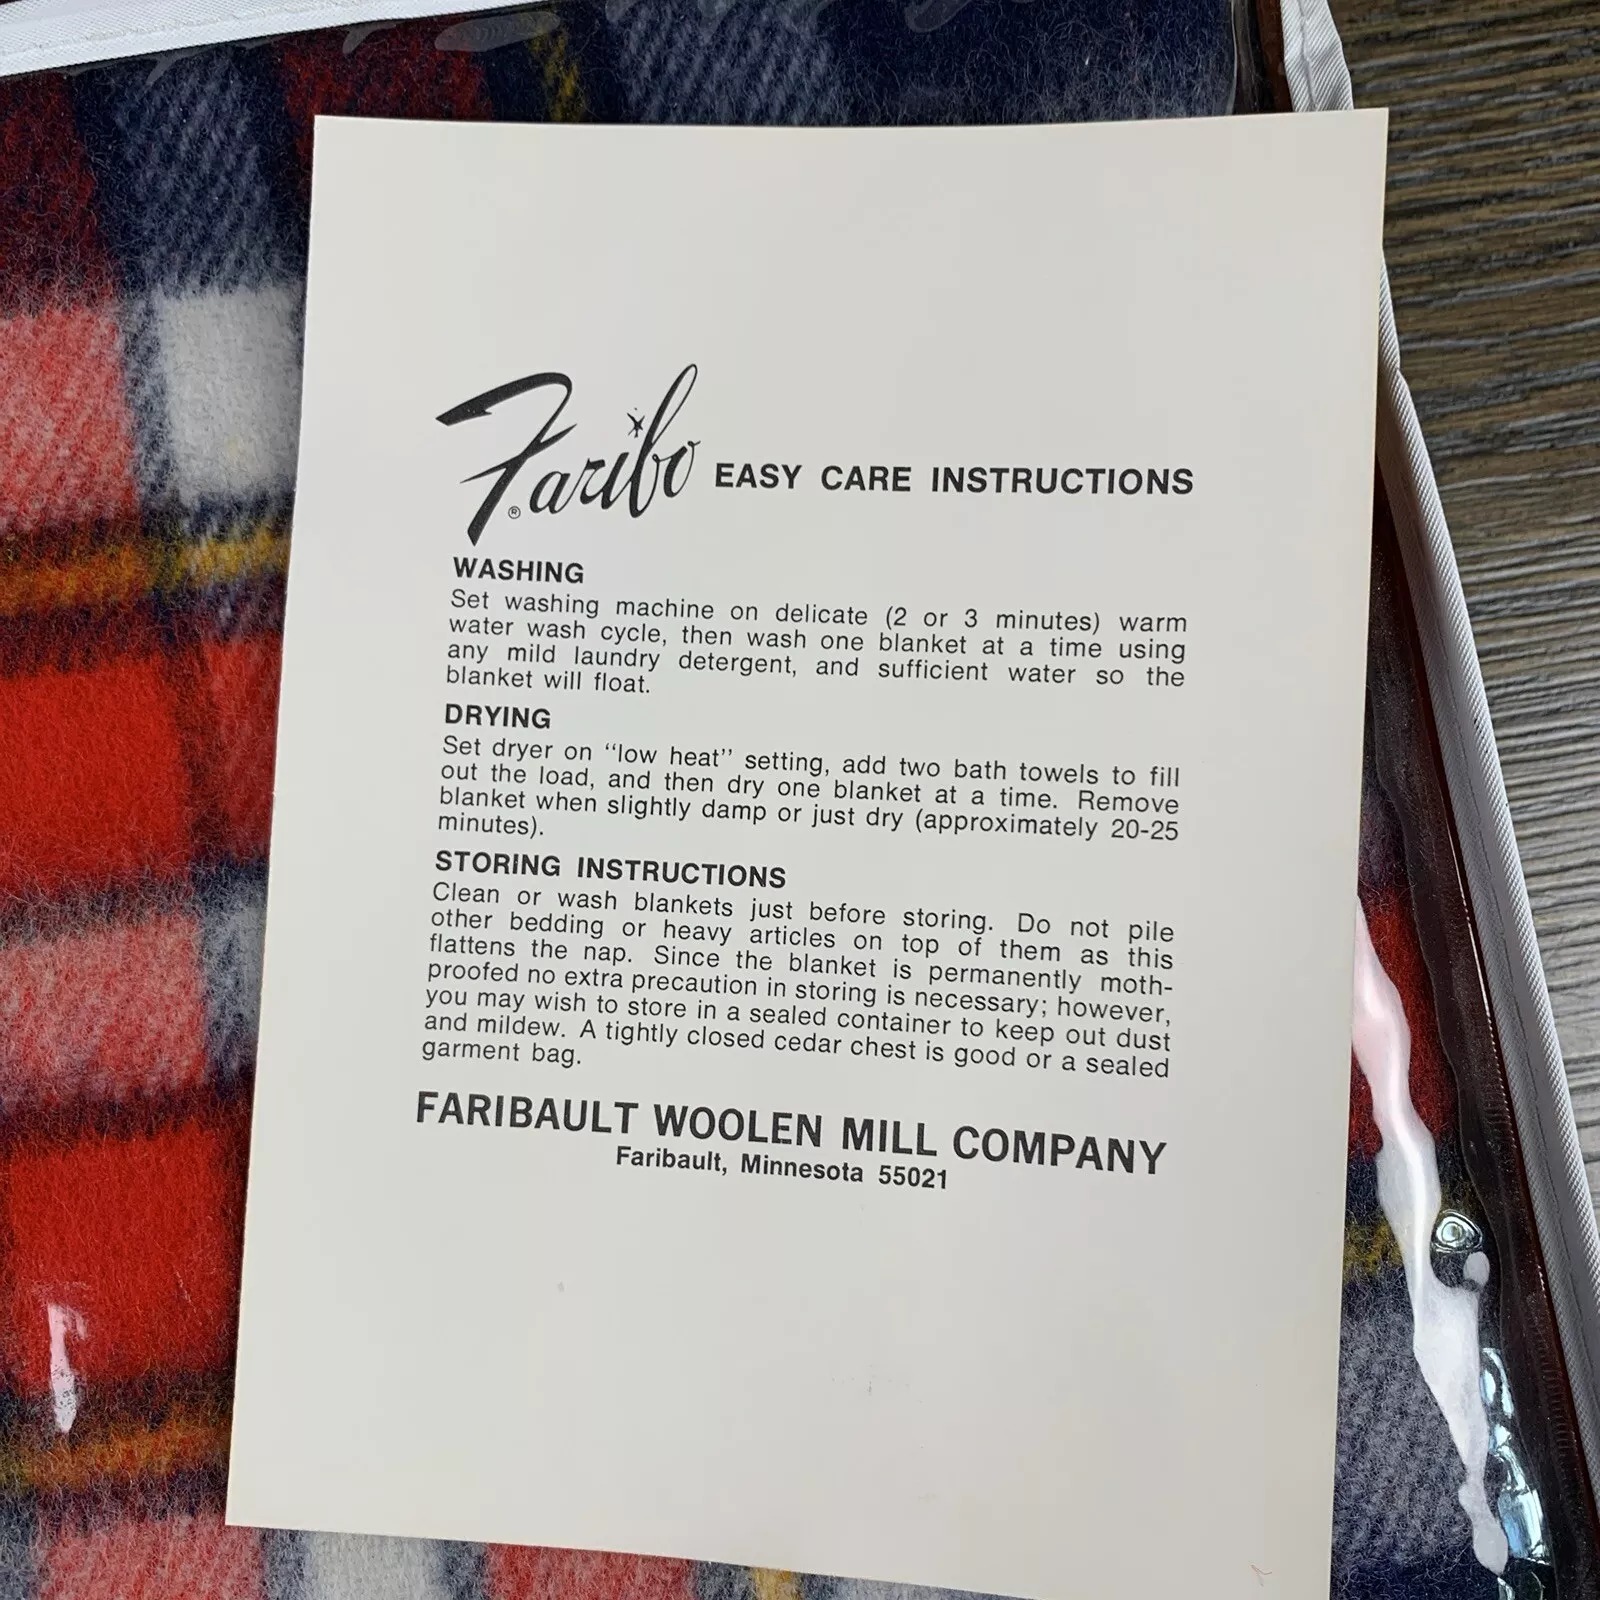 Faribo® EASY CARE INSTRUCTIONS
WASHING
Set washing machine on delicate (2 or 3 minutes) warm
water wash cycle, then wash one blanket at a time using
any mild laundry detergent, and sufficient water so the
blanket will float.
DRYING
Set dryer on “low heat” setting, add two bath towels to fill
out the load, and then dry one blanket at a time. Remove
blanket when slightly damp or just dry (approximately 20-25
minutes).
STORING INSTRUCTIONS
Clean or wash blankets just before storing. Do not pile
other bedding or heavy articles on top of them as this
flattens the nap. Since the blanket is permanently moth-
proofed no extra precaution in storing is necessary; however,
you may wish to store in a sealed container to keep out dust
and mildew. A tightly closed cedar chest is good or a sealed
garment bag.
FARIBAULT WOOLEN MILL COMPANY
Faribault, Minnesota 55021